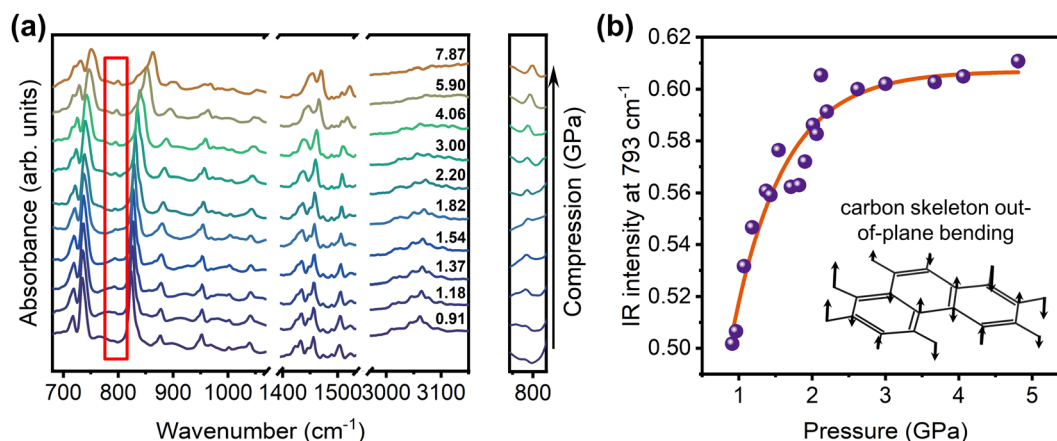 (a)
Absorbance (arb. units)
7.87
5.90
4.06
3.00
2.20
1.82
1.54
1.37
1.18
0.91
700 800 900 1000 1400 1500 3000 3100
Wavenumber (cm-1)
800
Compression (GPa)
(b)
IR intensity at 793 cm-1
0.62
0.60
0.58
0.56
0.54
0.52
0.50
carbon skeleton out-
of-plane bending
1 2 3 4 5
Pressure (GPa)